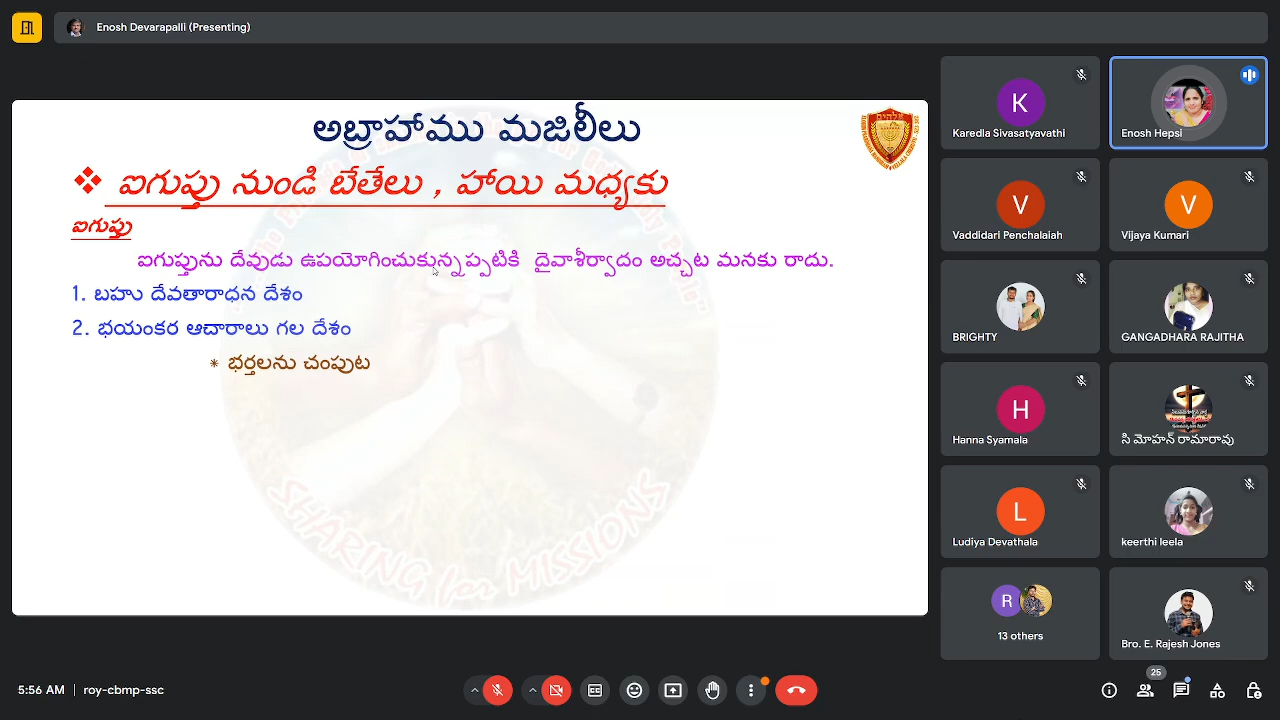 Enosh Devarapalli (Presenting)
అబ్రాహాము మజిలీలు
❖ ఐగుప్తు నుండి బేతేలు , హాయి మధ్యకు
ఐగుప్తు
ఐగుప్తును దేవుడు ఉపయోగించుకున్నప్పటికి దైవాశీర్వాదం అచ్చట మనకు రాదు.
1. బహు దేవతారాధన దేశం
2. భయంకర ఆచారాలు గల దేశం
* భర్తలను చంపుట
SHARING for MISSIONS
K
Karedla Sivasatyavathi
Enosh Hepsi
V
Vaddidari Penchalaiah
V
Vijaya Kumari
BRIGHTY
GANGADHARA RAJITHA
H
Hanna Syamala
సి మోహన్ రామారావు
L
Ludiya Devathala
keerthi leela
R
13 others
Bro. E. Rajesh Jones
5:56 AM | roy-cbmp-ssc
25